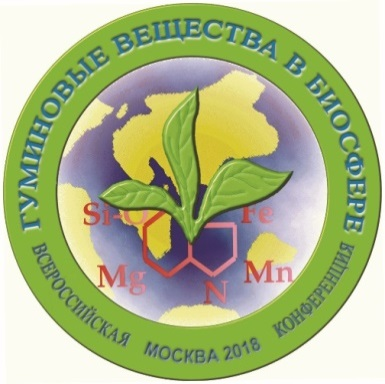 ГУМИНОВЫЕ ВЕЩЕСТВА В БИОСФЕРЕ
Si-O Fe
Mg N Mn
ВСЕРОССИЙСКАЯ МОСКВА 2018 КОНФЕРЕНЦИЯ